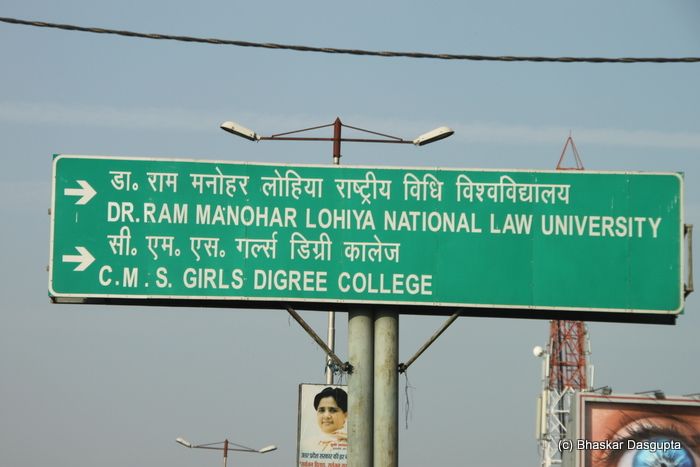 डा. राम मनोहर लोहिया राष्ट्रीय विधि विश्वविद्यालय
DR.RAM MANOHAR LOHIYA NATIONAL LAW UNIVERSITY
सी. एम. एस. गर्ल्स डिग्री कालेज
C.M.S. GIRLS DIGREE COLLEGE
(c) Bhaskar Dasgupta